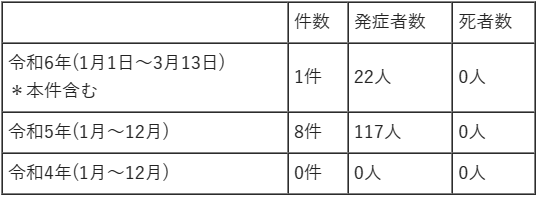 件数 発症者数 死者数
令和6年(1月1日～3月13日)
＊本件含む
1件 22人 0人
令和5年(1月～12月) 8件 117人 0人
令和4年(1月～12月) 0件 0人 0人